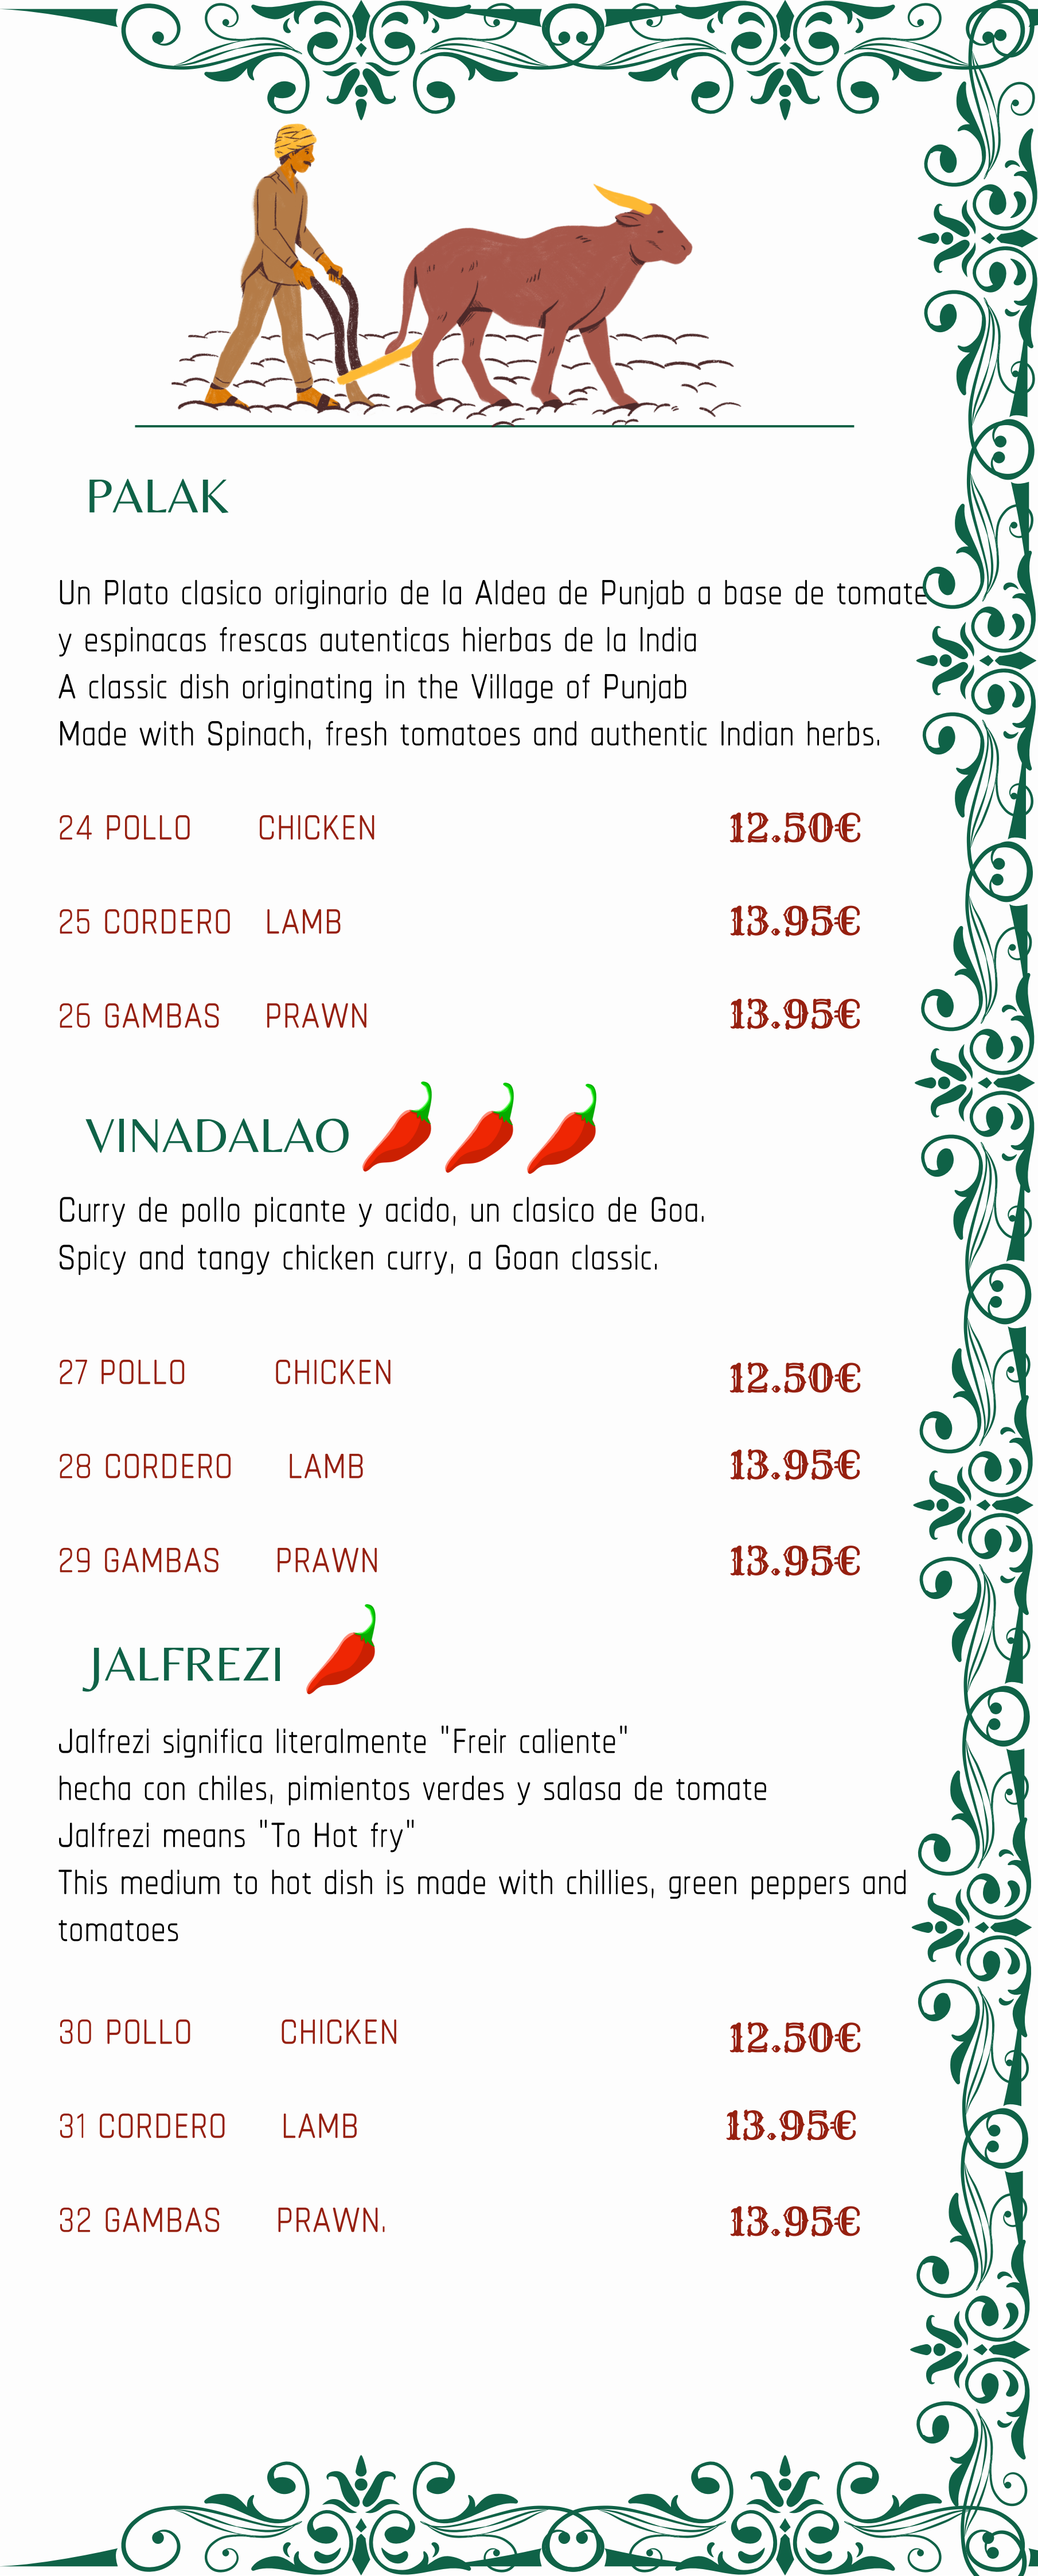 PALAK
Un Plato clasico originario de la Aldea de Punjab a base de tomate
y espinacas frescas autenticas hierbas de la India
A classic dish originating in the Village of Punjab
Made with Spinach, fresh tomatoes and authentic Indian herbs.
24 POLLO CHICKEN 12.50€
25 CORDERO LAMB 13.95€
26 GAMBAS PRAWN 13.95€
VINADALAO
Curry de pollo picante y acido, un clasico de Goa.
Spicy and tangy chicken curry, a Goan classic.
27 POLLO CHICKEN 12.50€
28 CORDERO LAMB 13.95€
29 GAMBAS PRAWN 13.95€
JALFREZI
Jalfrezi significa literalmente "Freir caliente"
hecha con chiles, pimientos verdes y salasa de tomate
Jalfrezi means "To Hot fry"
This medium to hot dish is made with chillies, green peppers and
tomatoes
30 POLLO CHICKEN 12.50€
31 CORDERO LAMB 13.95€
32 GAMBAS PRAWN. 13.95€